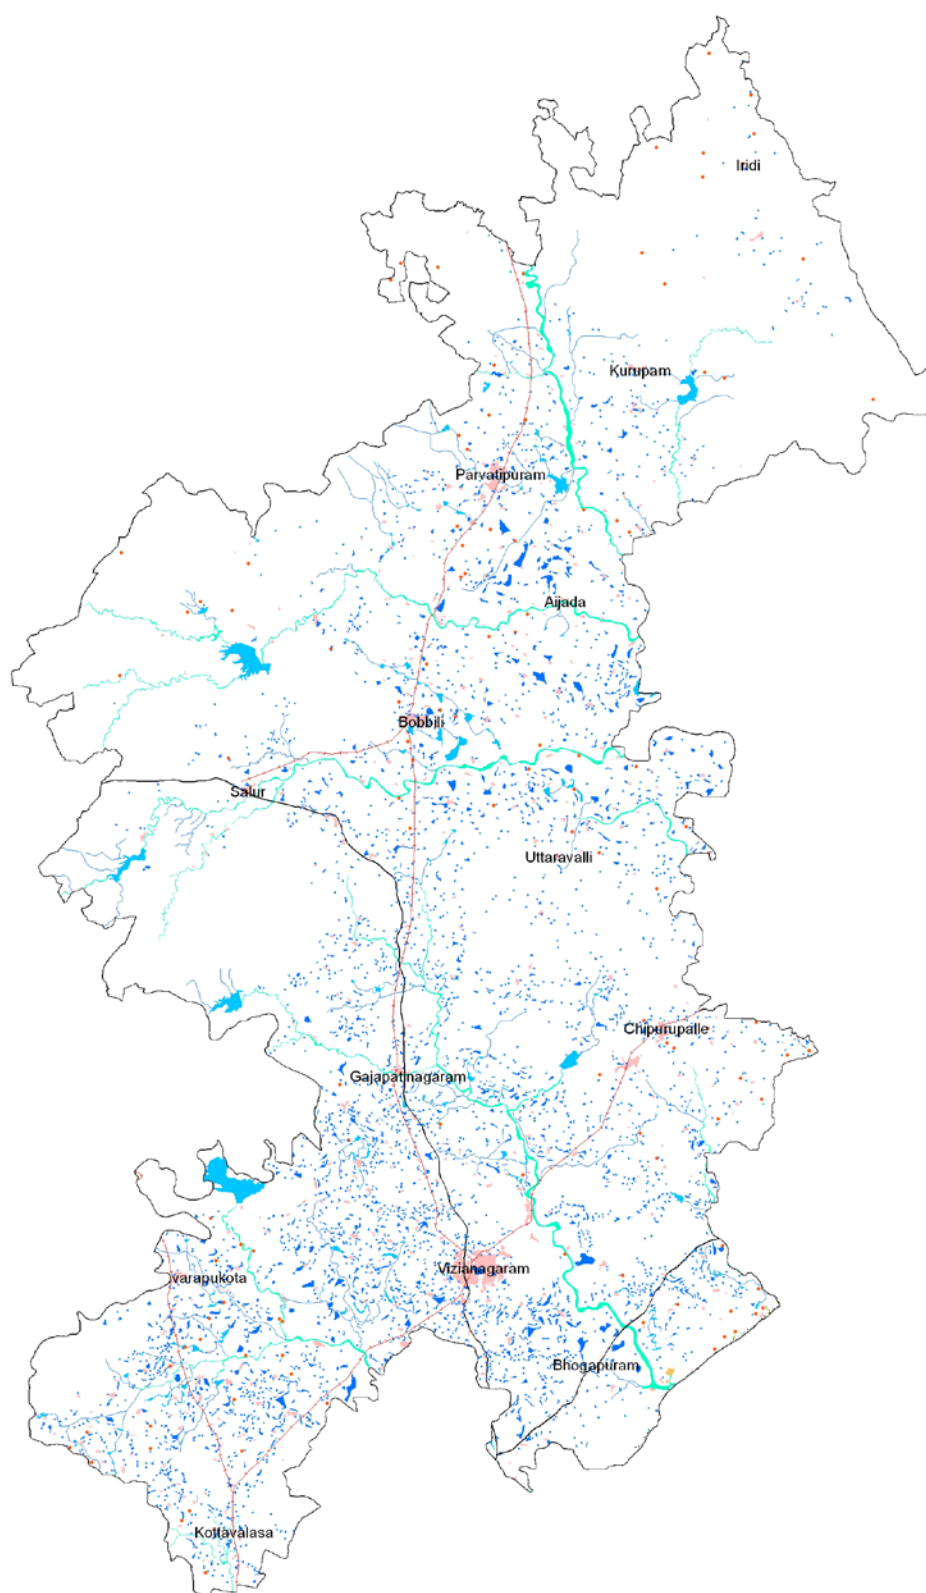 Iridi
Kurupam
Parvatipuram
Aijada
Bobbili
Salur
Uttaravalli
Chipurupalle
Gajapatinagaram
Vizianagaram
varapukota
Bhogapuram
Kottavalasa